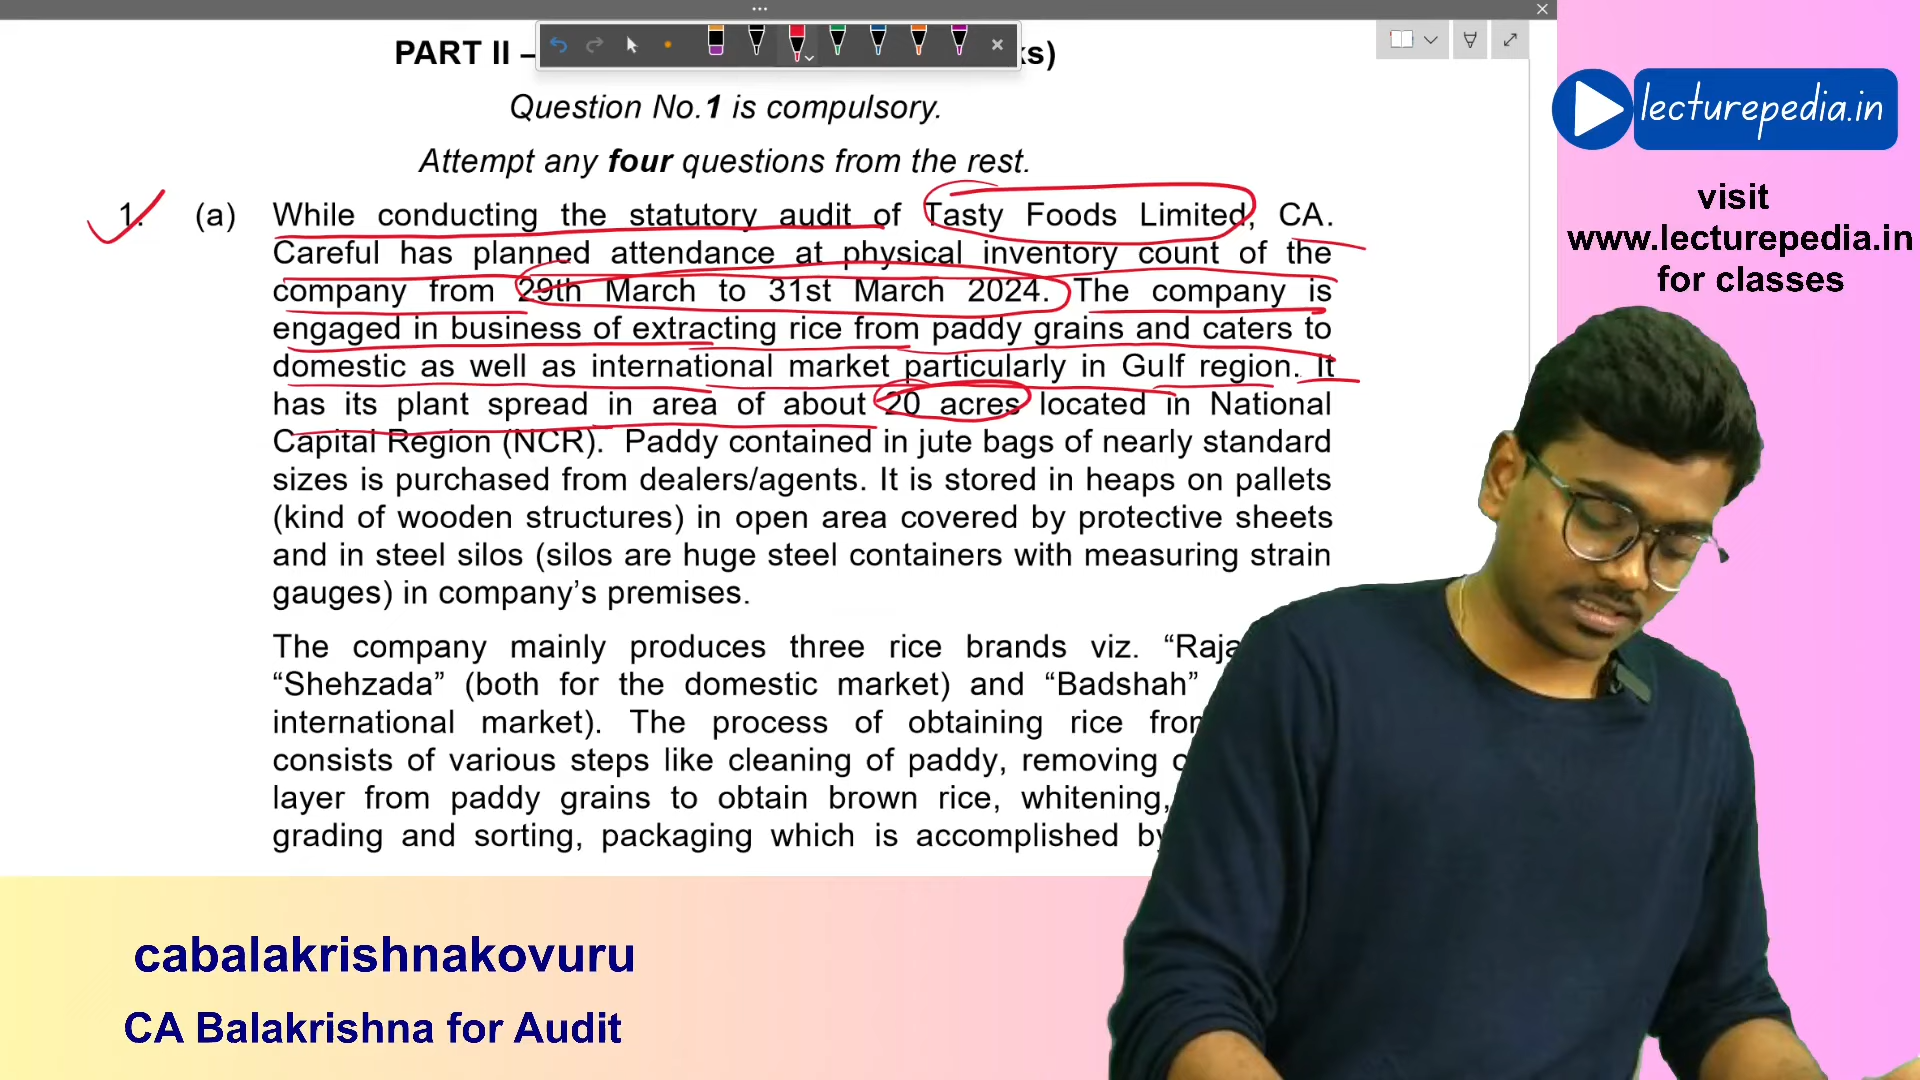 PART II –
ks)
Question No.1 is compulsory.
Attempt any four questions from the rest.
1. (a) While conducting the statutory audit of Tasty Foods Limited, CA.
Careful has planned attendance at physical inventory count of the
company from 29th March to 31st March 2024. The company is
engaged in business of extracting rice from paddy grains and caters to
domestic as well as international market particularly in Gulf region. It
has its plant spread in area of about 20 acres located in National
Capital Region (NCR). Paddy contained in jute bags of nearly standard
sizes is purchased from dealers/agents. It is stored in heaps on pallets
(kind of wooden structures) in open area covered by protective sheets
and in steel silos (silos are huge steel containers with measuring strain
gauges) in company’s premises.
The company mainly produces three rice brands viz. “Raja
“Shehzada” (both for the domestic market) and “Badshah”
international market). The process of obtaining rice from
consists of various steps like cleaning of paddy, removing
layer from paddy grains to obtain brown rice, whitening,
grading and sorting, packaging which is accomplished by
lecturepedia.in
visit
www.lecturepedia.in
for classes
cabalakrishnakovuru
CA Balakrishna for Audit